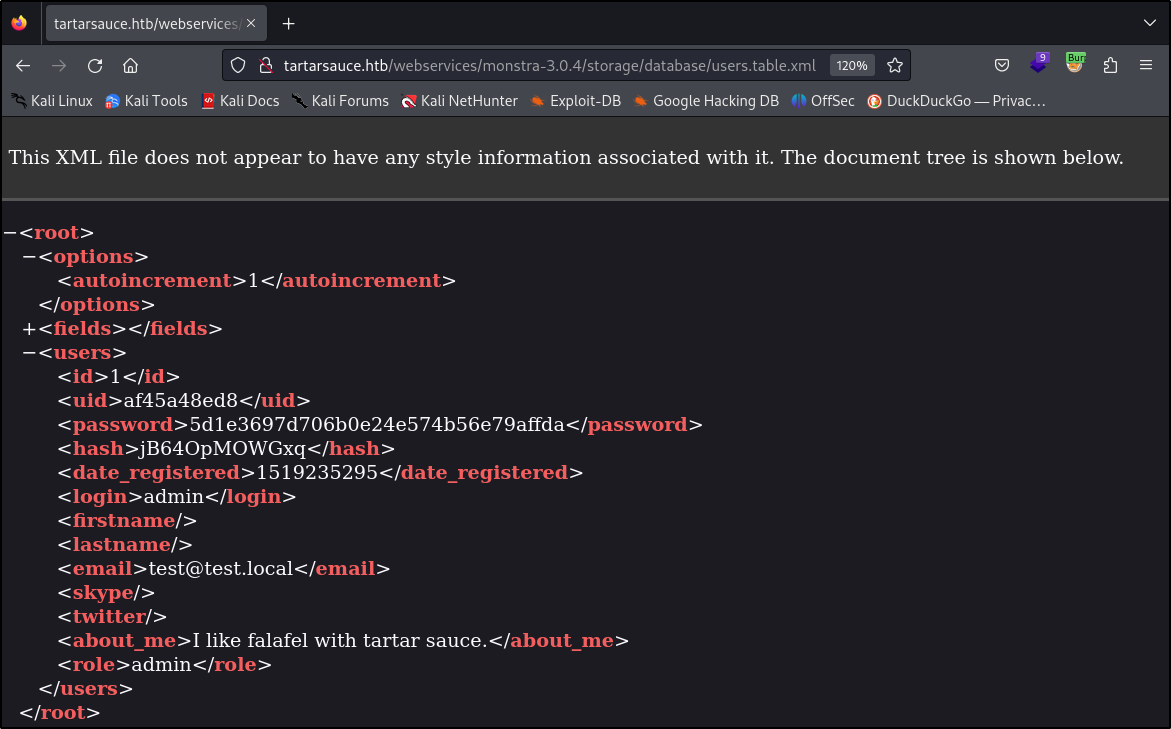 tartarsauce.htb/webservices/
tartarsauce.htb/webservices/monstra-3.0.4/storage/database/users.table.xml 120% 9 Bur
Kali Linux Kali Tools Kali Docs Kali Forums Kali NetHunter Exploit-DB Google Hacking DB OffSec DuckDuckGo — Privac…
This XML file does not appear to have any style information associated with it. The document tree is shown below.
−<root>
−<options>
<autoincrement>1</autoincrement>
</options>
+<fields></fields>
−<users>
<id>1</id>
<uid>af45a48ed8</uid>
<password>5d1e3697d706b0e24e574b56e79affda</password>
<hash>jB64OpMOWGxq</hash>
<date_registered>1519235295</date_registered>
<login>admin</login>
<firstname/>
<lastname/>
<email>test@test.local</email>
<skype/>
<twitter/>
<about_me>I like falafel with tartar sauce.</about_me>
<role>admin</role>
</users>
</root>